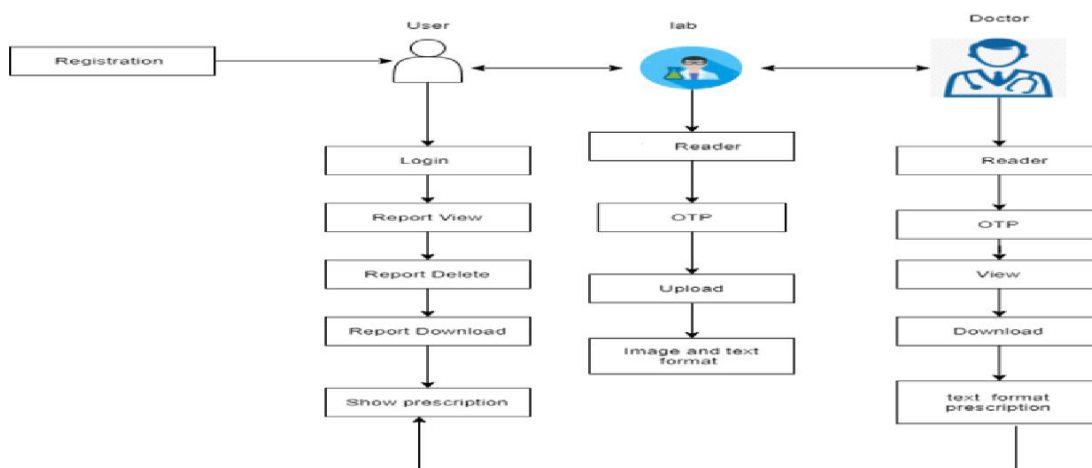 User
lab
Doctor
Registration
Login
Report View
Report Delete
Report Download
Show prescription
Reader
OTP
Upload
Image and text
format
Reader
OTP
View
Download
text format
prescription